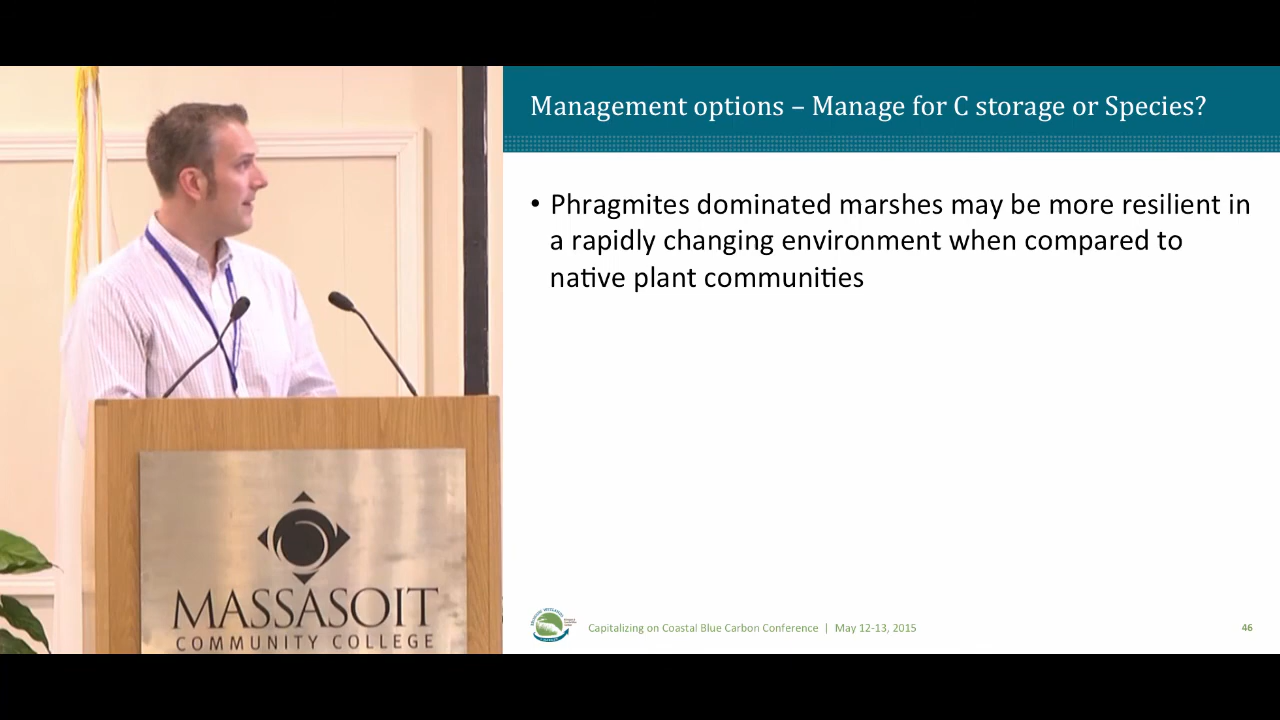 Management options – Manage for C storage or Species?
• Phragmites dominated marshes may be more resilient in
a rapidly changing environment when compared to
native plant communities
MASSASOIT
COMMUNITY COLLEGE
Capitalizing on Coastal Blue Carbon Conference | May 12-13, 2015
46